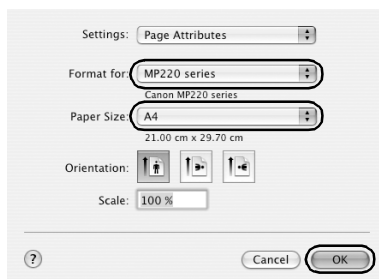 Settings: Page Attributes
Format for: MP220 series
Canon MP220 series
Paper Size: A4
21.00 cm x 29.70 cm
Orientation:
Scale: 100 %
? Cancel OK